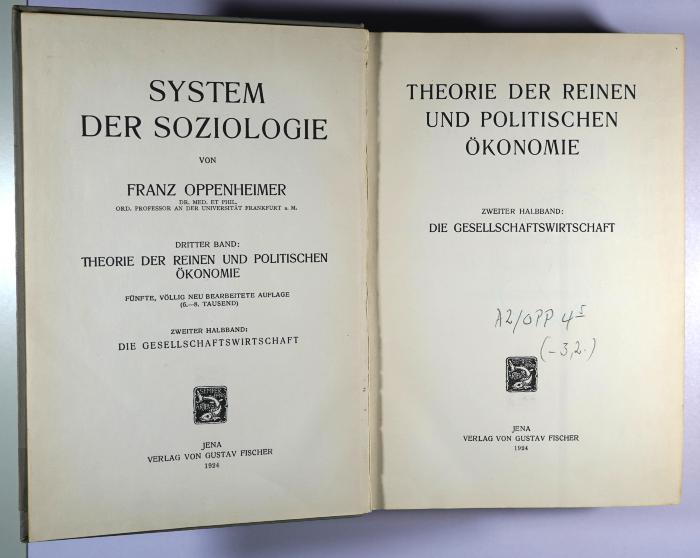 SYSTEM
DER SOZIOLOGIE
VON
FRANZ OPPENHEIMER
DR. MED. ET PHIL.
ORD. PROFESSOR AN DER UNIVERSITÄT FRANKFURT a. M.
DRITTER BAND:
THEORIE DER REINEN UND POLITISCHEN
ÖKONOMIE
FÜNFTE, VÖLLIG NEU BEARBEITETE AUFLAGE
(6.—8. TAUSEND)
ZWEITER HALBBAND:
DIE GESELLSCHAFTSWIRTSCHAFT
JENA
VERLAG VON GUSTAV FISCHER
1924
THEORIE DER REINEN
UND POLITISCHEN
ÖKONOMIE
ZWEITER HALBBAND:
DIE GESELLSCHAFTSWIRTSCHAFT
A2/OPP 4⁵
(-3,2.)
JENA
VERLAG VON GUSTAV FISCHER
1924